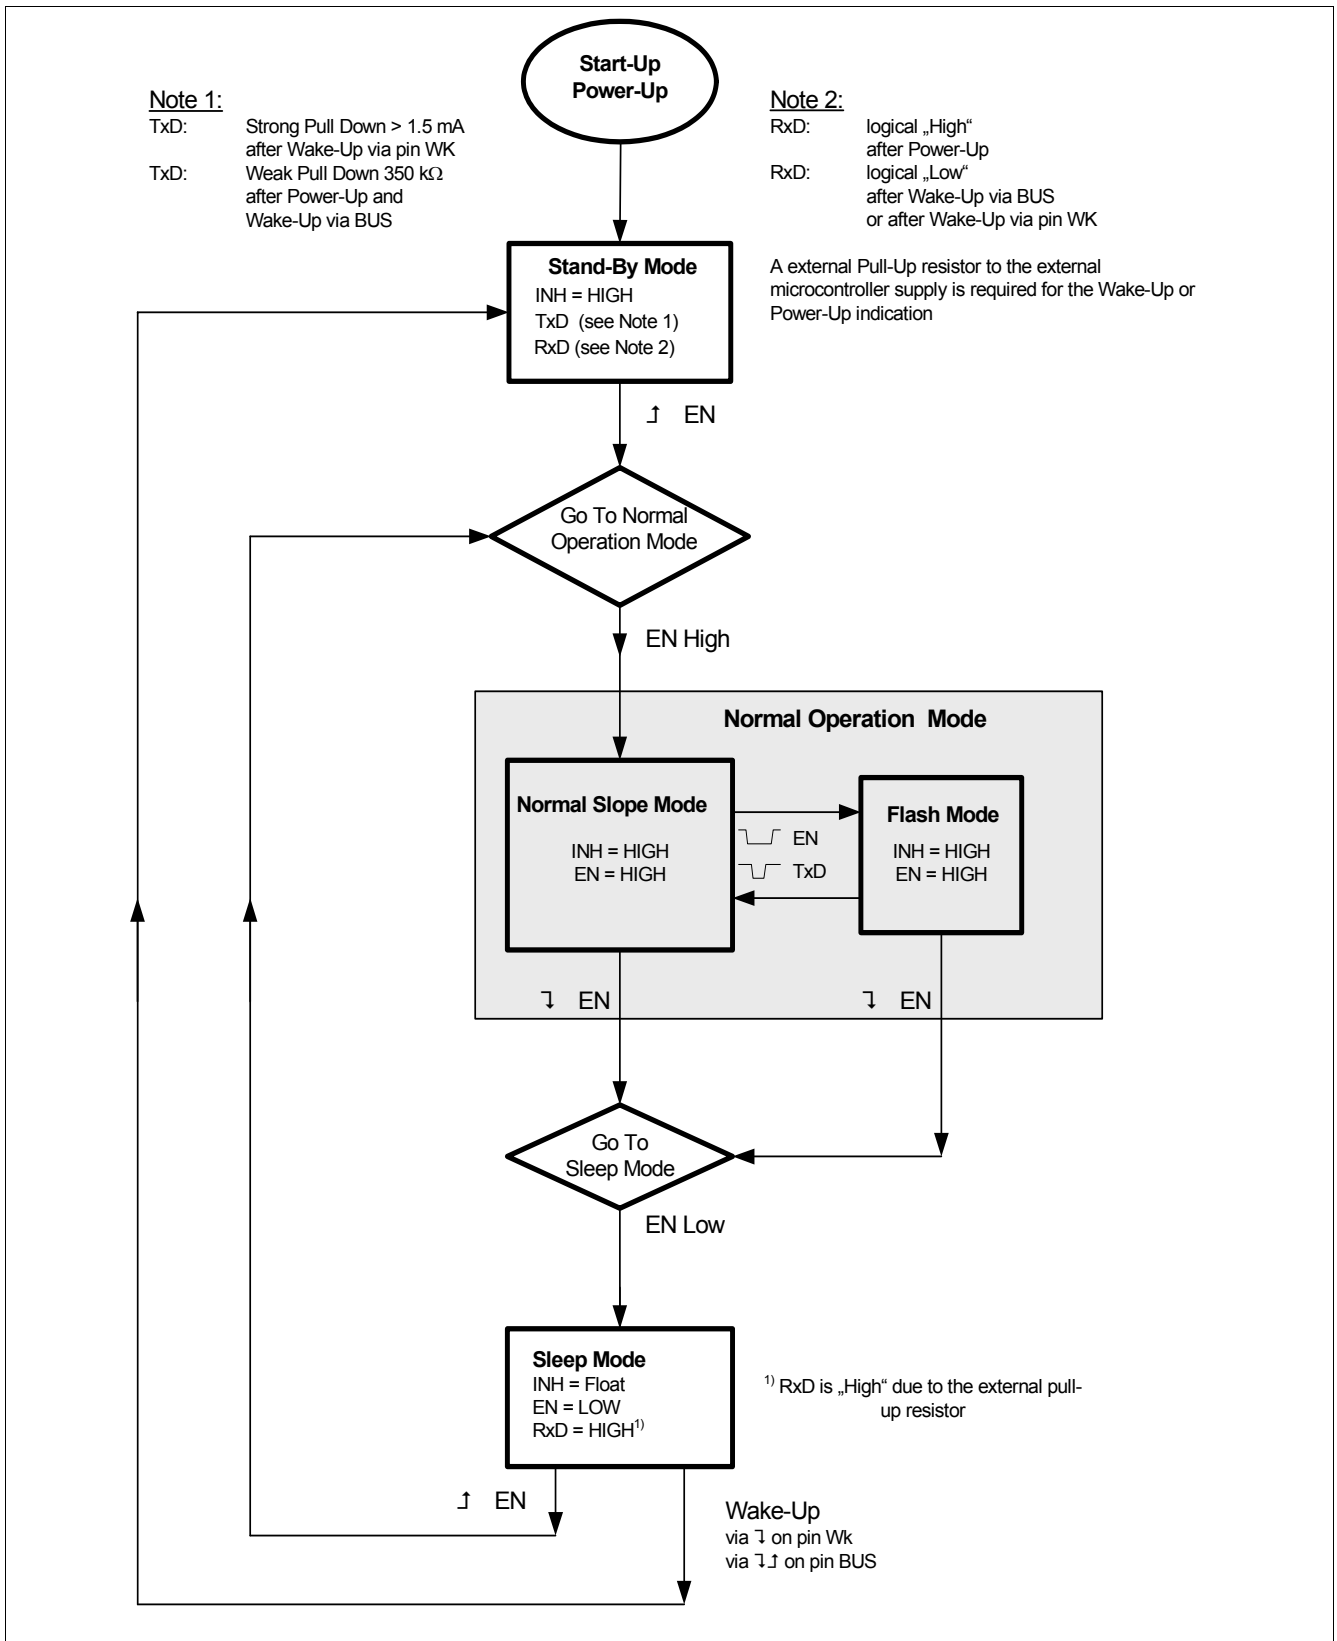 Start-Up
Power-Up
Note 1:
TxD: Strong Pull Down > 1.5 mA
after Wake-Up via pin WK
TxD: Weak Pull Down 350 kΩ
after Power-Up and
Wake-Up via BUS
Note 2:
RxD: logical „High“
after Power-Up
RxD: logical „Low“
after Wake-Up via BUS
or after Wake-Up via pin WK
A external Pull-Up resistor to the external
microcontroller supply is required for the Wake-Up or
Power-Up indication
Stand-By Mode
INH = HIGH
TxD (see Note 1)
RxD (see Note 2)
EN
Go To Normal
Operation Mode
EN High
Normal Operation Mode
Normal Slope Mode
INH = HIGH
EN = HIGH
EN
TxD
Flash Mode
INH = HIGH
EN = HIGH
EN
EN
Go To
Sleep Mode
EN Low
Sleep Mode
INH = Float
EN = LOW
RxD = HIGH¹⁾
¹⁾ RxD is „High“ due to the external pull-
up resistor
EN
Wake-Up
via on pin Wk
via on pin BUS